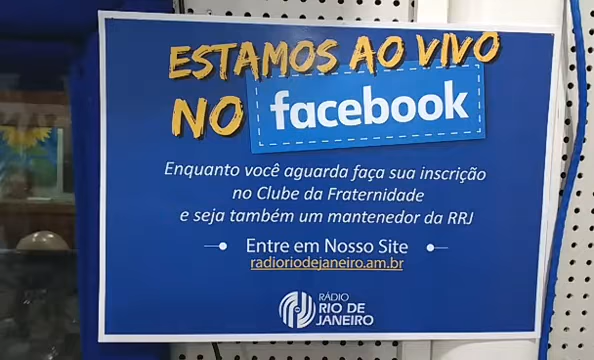 ESTAMOS AO VIVO
NO facebook
Enquanto você aguarda faça sua inscrição
no Clube da Fraternidade
e seja também um mantenedor da RRJ
Entre em Nosso Site
radioriodejaneiro.am.br
RÁDIO
RIO DE
JANEIRO